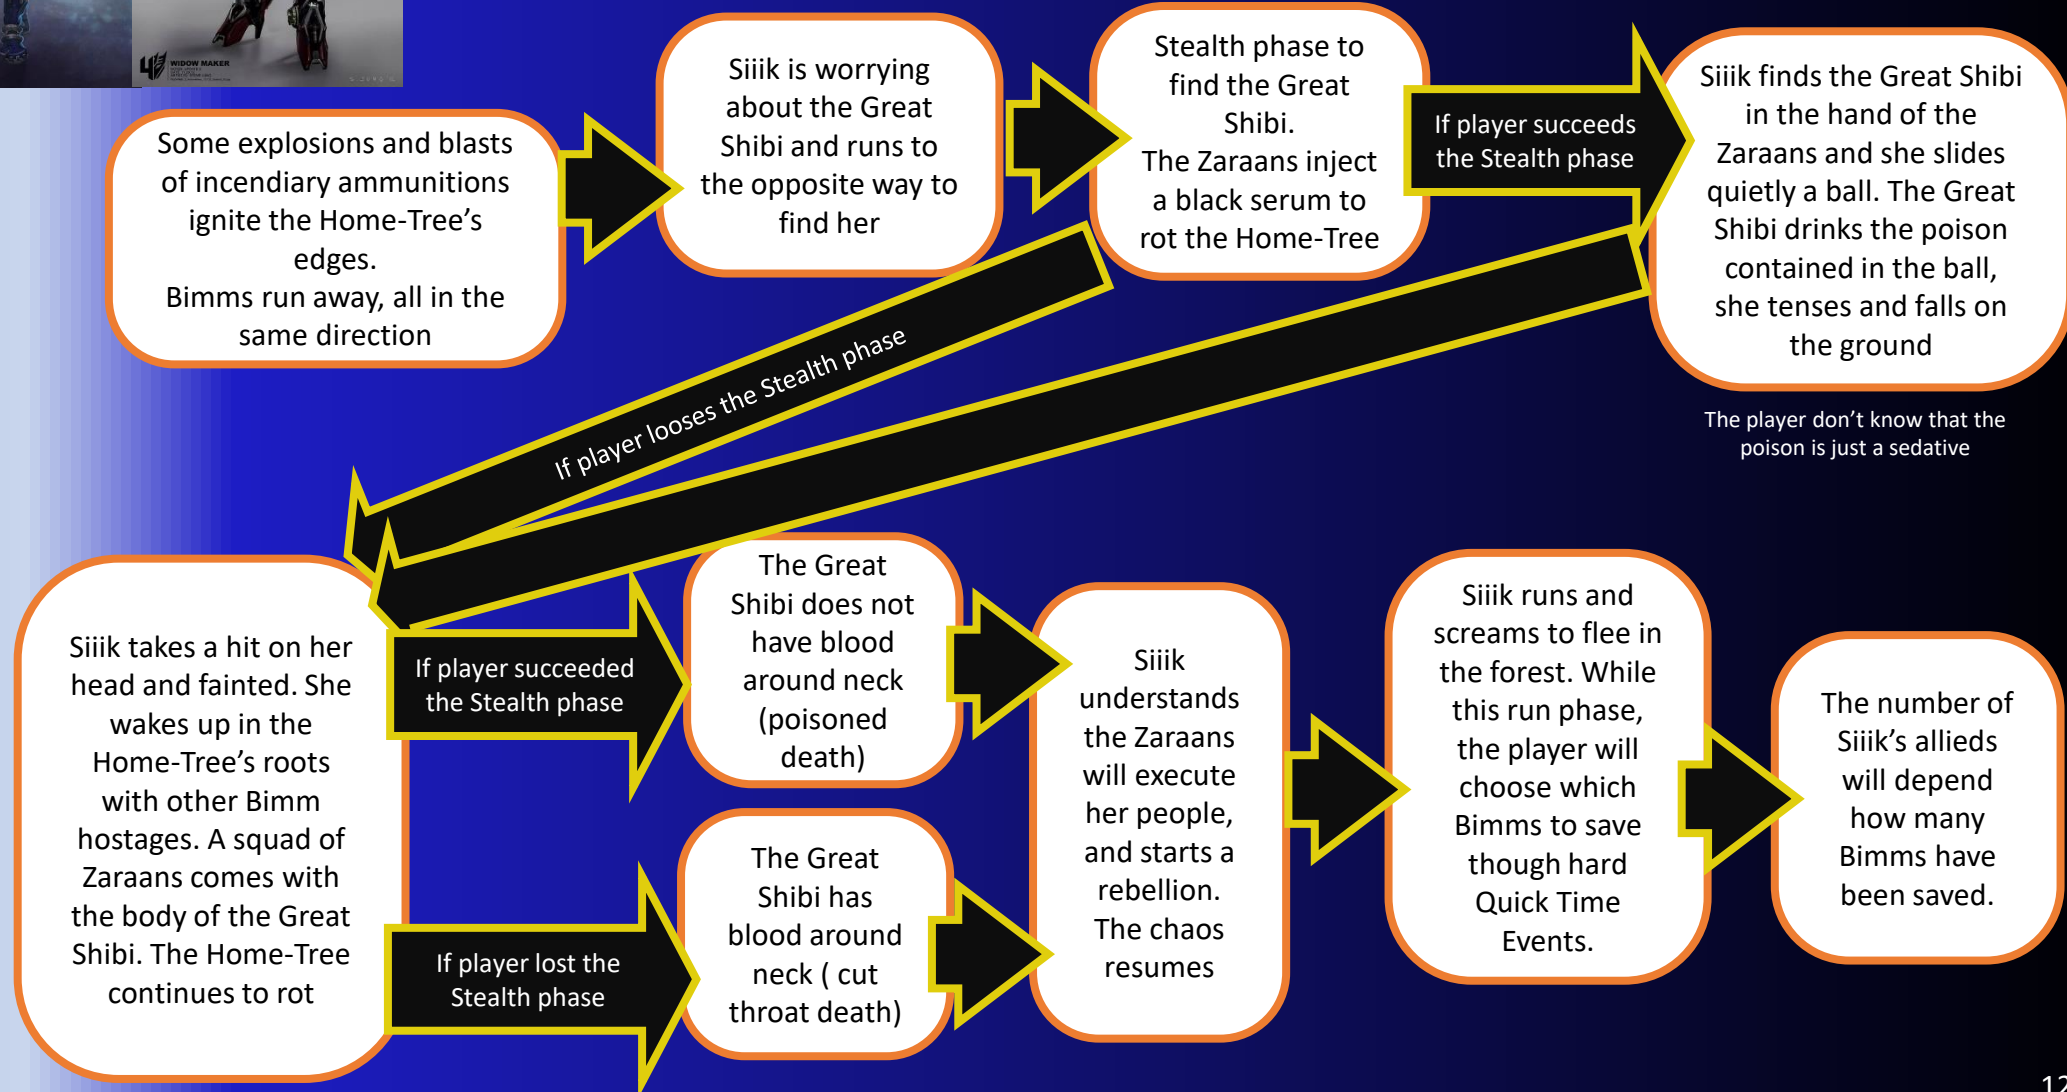 WIDOW MAKER
Some explosions and blasts
of incendiary ammunitions
ignite the Home-Tree’s
edges.
Bimms run away, all in the
same direction
Siiik is worrying
about the Great
Shibi and runs to
the opposite way to
find her
Stealth phase to
find the Great
Shibi.
The Zaraans inject
a black serum to
rot the Home-Tree
If player succeeds
the Stealth phase
Siiik finds the Great Shibi
in the hand of the
Zaraans and she slides
quietly a ball. The Great
Shibi drinks the poison
contained in the ball,
she tenses and falls on
the ground
The player don’t know that the
poison is just a sedative
If player looses the Stealth phase
Siiik takes a hit on her
head and fainted. She
wakes up in the
Home-Tree’s roots
with other Bimm
hostages. A squad of
Zaraans comes with
the body of the Great
Shibi. The Home-Tree
continues to rot
If player succeeded
the Stealth phase
The Great
Shibi does not
have blood
around neck
(poisoned
death)
If player lost the
Stealth phase
The Great
Shibi has
blood around
neck ( cut
throat death)
Siiik
understands
the Zaraans
will execute
her people,
and starts a
rebellion.
The chaos
resumes
Siiik runs and
screams to flee in
the forest. While
this run phase,
the player will
choose which
Bimms to save
though hard
Quick Time
Events.
The number of
Siiik’s allieds
will depend
how many
Bimms have
been saved.
12